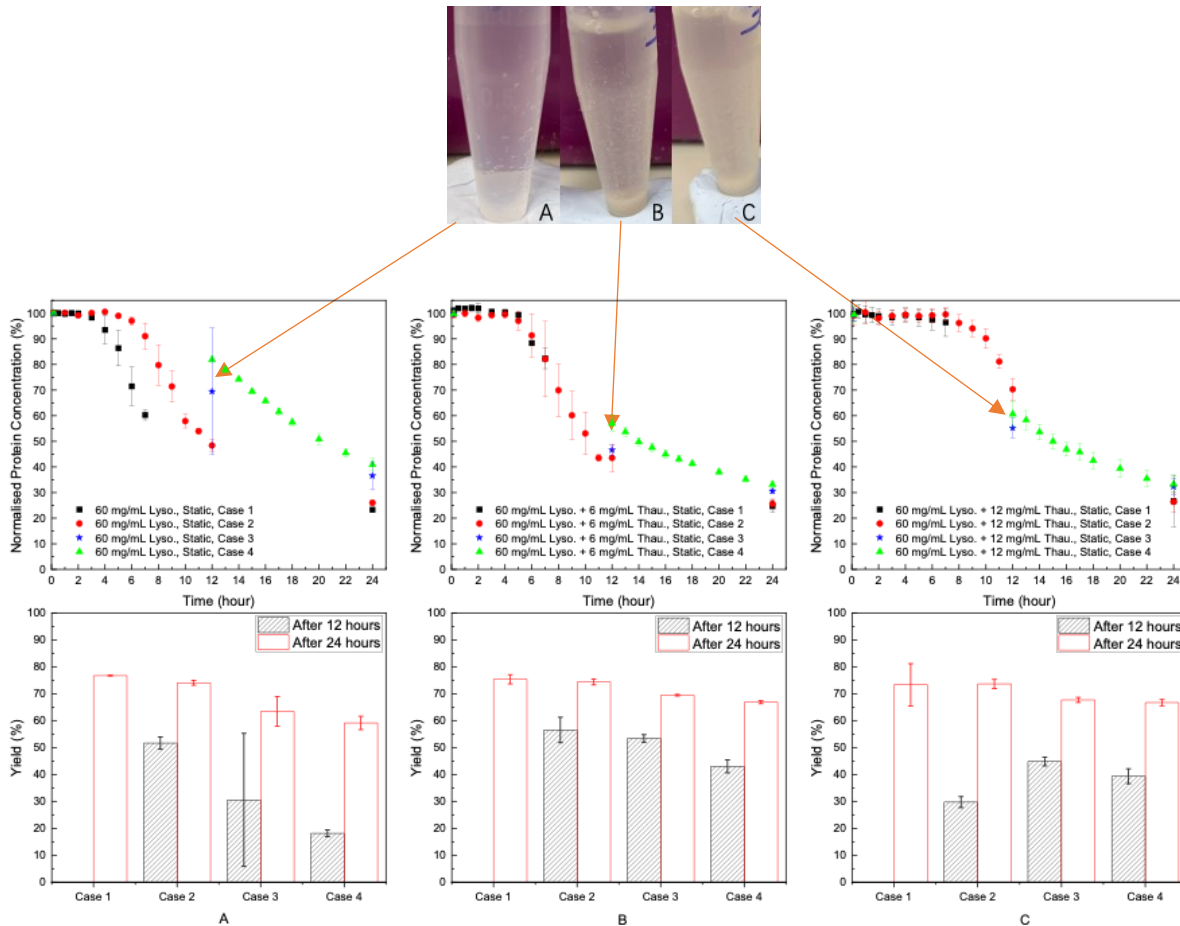 A B C
Normalised Protein Concentration (%)
100
90
80
70
60
50
40
30
20
10
0
60 mg/mL Lyso., Static, Case 1
60 mg/mL Lyso., Static, Case 2
60 mg/mL Lyso., Static, Case 3
60 mg/mL Lyso., Static, Case 4
0 2 4 6 8 10 12 14 16 18 20 22 24
Time (hour)
Normalised Protein Concentration (%)
100
90
80
70
60
50
40
30
20
10
0
60 mg/mL Lyso. + 6 mg/mL Thau., Static, Case 1
60 mg/mL Lyso. + 6 mg/mL Thau., Static, Case 2
60 mg/mL Lyso. + 6 mg/mL Thau., Static, Case 3
60 mg/mL Lyso. + 6 mg/mL Thau., Static, Case 4
0 2 4 6 8 10 12 14 16 18 20 22 24
Time (hour)
Normalised Protein Concentration (%)
100
90
80
70
60
50
40
30
20
10
0
60 mg/mL Lyso. + 12 mg/mL Thau., Static, Case 1
60 mg/mL Lyso. + 12 mg/mL Thau., Static, Case 2
60 mg/mL Lyso. + 12 mg/mL Thau., Static, Case 3
60 mg/mL Lyso. + 12 mg/mL Thau., Static, Case 4
0 2 4 6 8 10 12 14 16 18 20 22 24
Time (hour)
Yield (%)
100
90
80
70
60
50
40
30
20
10
0
After 12 hours
After 24 hours
Case 1 Case 2 Case 3 Case 4
A
Yield (%)
100
90
80
70
60
50
40
30
20
10
0
After 12 hours
After 24 hours
Case 1 Case 2 Case 3 Case 4
B
Yield (%)
100
90
80
70
60
50
40
30
20
10
0
After 12 hours
After 24 hours
Case 1 Case 2 Case 3 Case 4
C